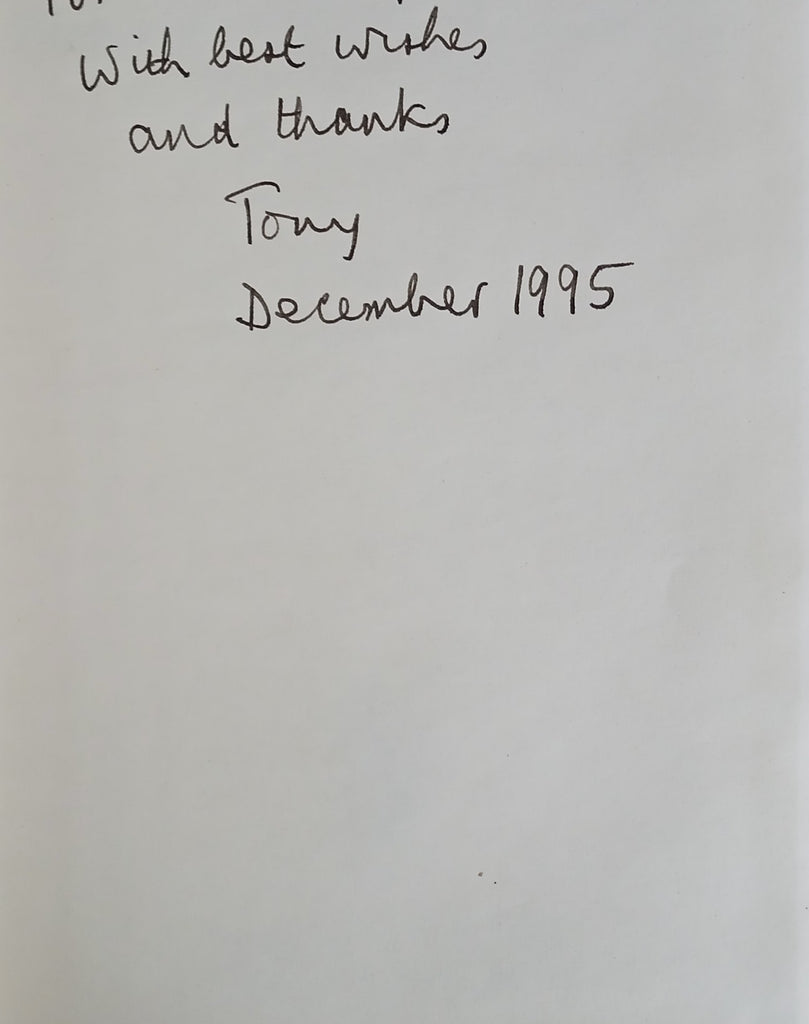 With best wishes
and thanks
Tony
December 1995